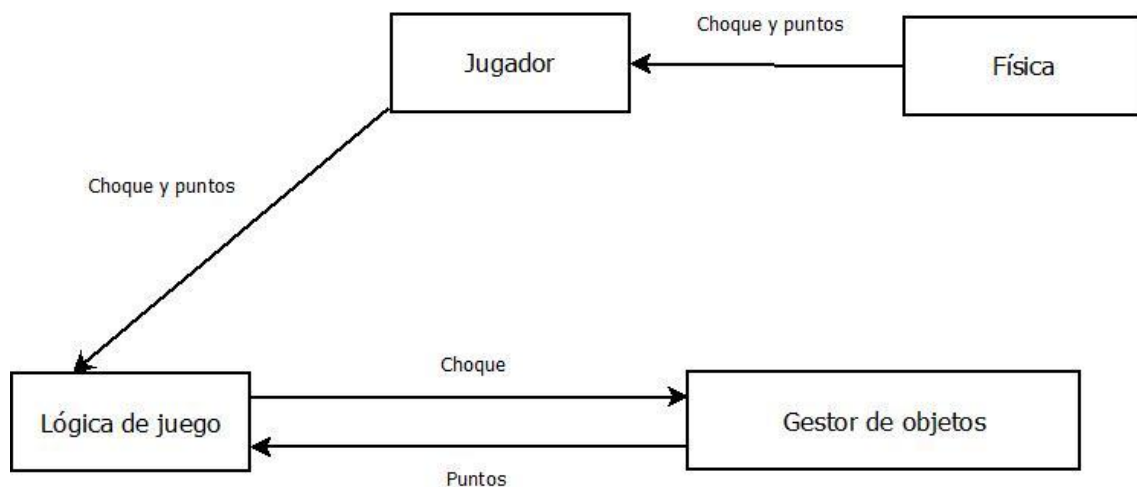 Choque y puntos
Jugador
Física
Choque y puntos
Choque
Lógica de juego
Gestor de objetos
Puntos